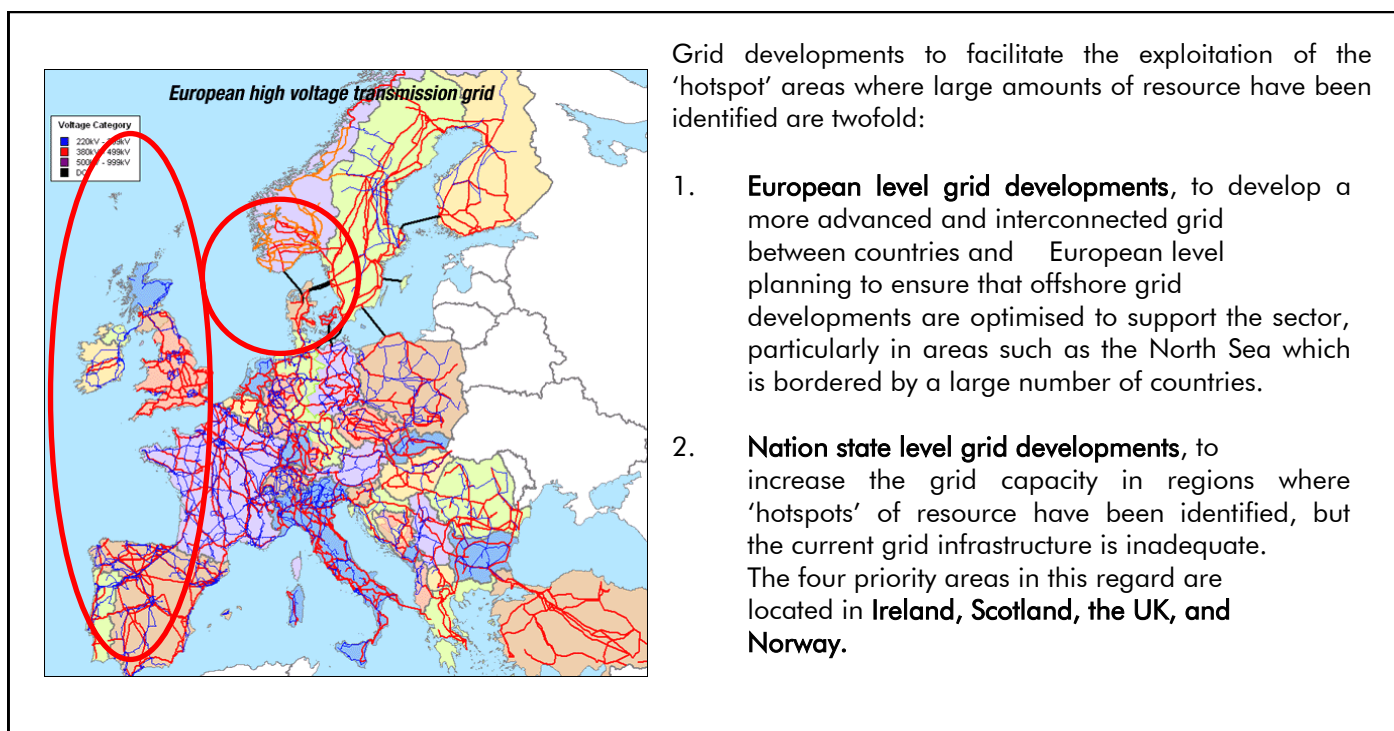 European high voltage transmission grid
Voltage Category
220kV -
380kV - 499kV
500kV - 999kV
Grid developments to facilitate the exploitation of the
‘hotspot’ areas where large amounts of resource have been
identified are twofold:
1. European level grid developments, to develop a
more advanced and interconnected grid
between countries and European level
planning to ensure that offshore grid
developments are optimised to support the sector,
particularly in areas such as the North Sea which
is bordered by a large number of countries.
2. Nation state level grid developments, to
increase the grid capacity in regions where
‘hotspots’ of resource have been identified, but
the current grid infrastructure is inadequate.
The four priority areas in this regard are
located in Ireland, Scotland, the UK, and
Norway.